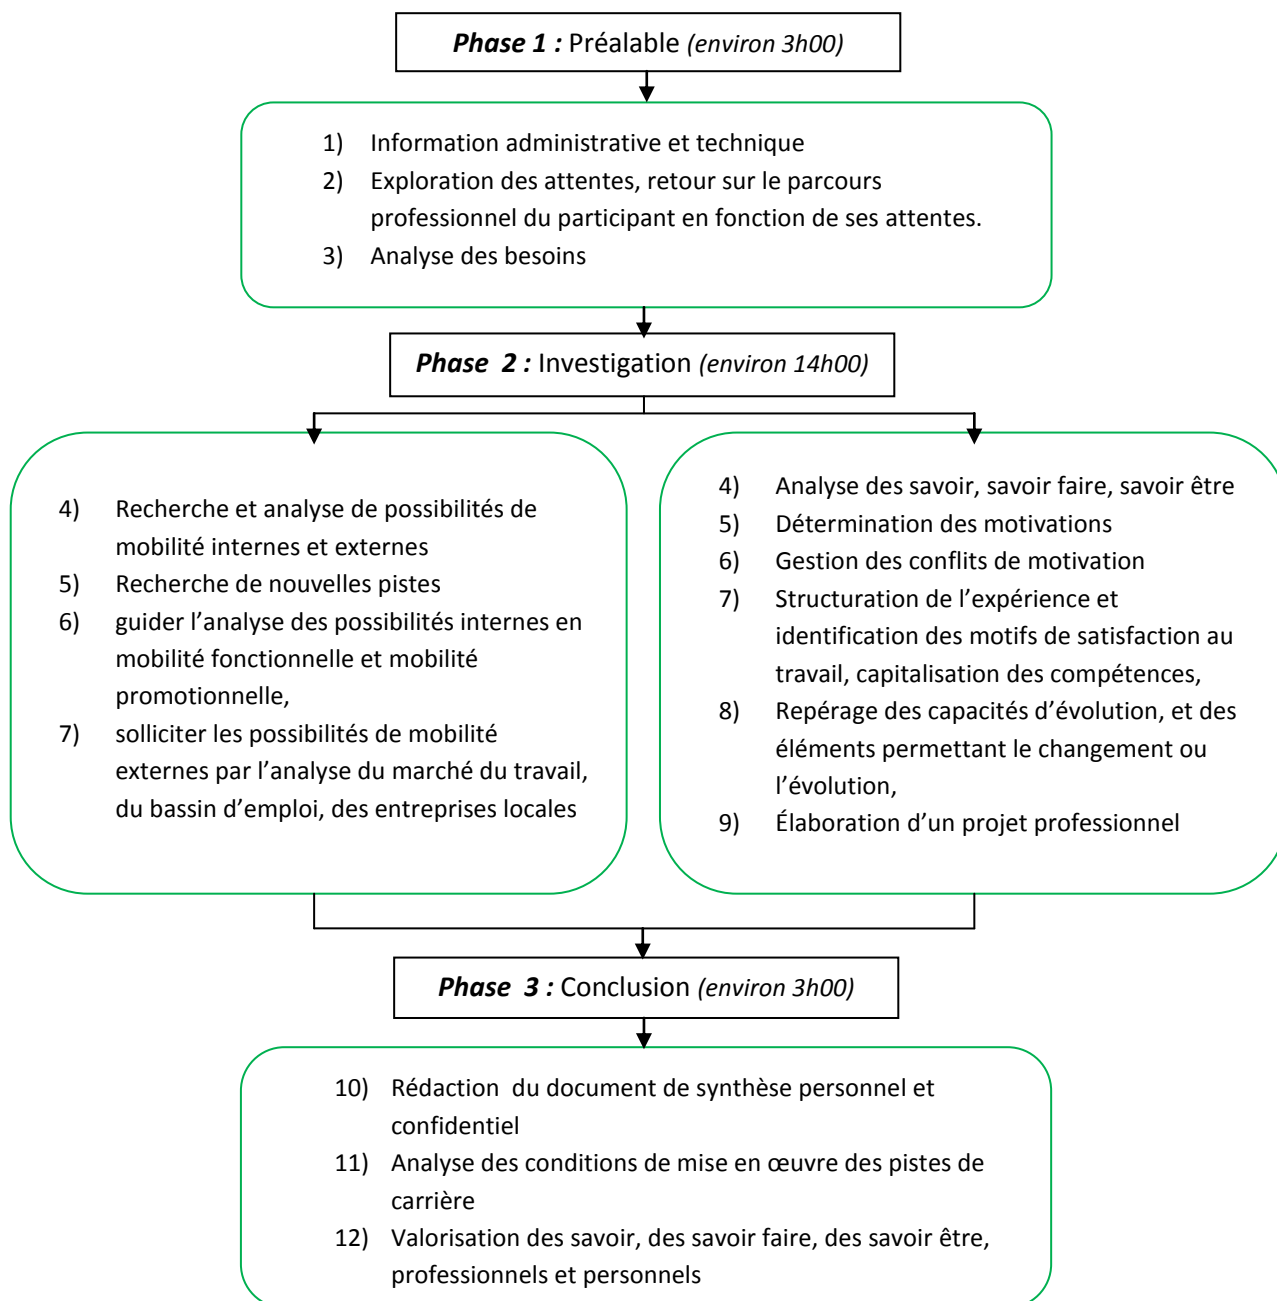 Phase 1 : Préalable (environ 3h00)
1) Information administrative et technique
2) Exploration des attentes, retour sur le parcours
professionnel du participant en fonction de ses attentes.
3) Analyse des besoins
Phase 2 : Investigation (environ 14h00)
4) Recherche et analyse de possibilités de
mobilité internes et externes
5) Recherche de nouvelles pistes
6) guider l’analyse des possibilités internes en
mobilité fonctionnelle et mobilité
promotionnelle,
7) solliciter les possibilités de mobilité
externes par l’analyse du marché du travail,
du bassin d’emploi, des entreprises locales
4) Analyse des savoir, savoir faire, savoir être
5) Détermination des motivations
6) Gestion des conflits de motivation
7) Structuration de l’expérience et
identification des motifs de satisfaction au
travail, capitalisation des compétences,
8) Repérage des capacités d’évolution, et des
éléments permettant le changement ou
l’évolution,
9) Élaboration d’un projet professionnel
Phase 3 : Conclusion (environ 3h00)
10) Rédaction du document de synthèse personnel et
confidentiel
11) Analyse des conditions de mise en œuvre des pistes de
carrière
12) Valorisation des savoir, des savoir faire, des savoir être,
professionnels et personnels